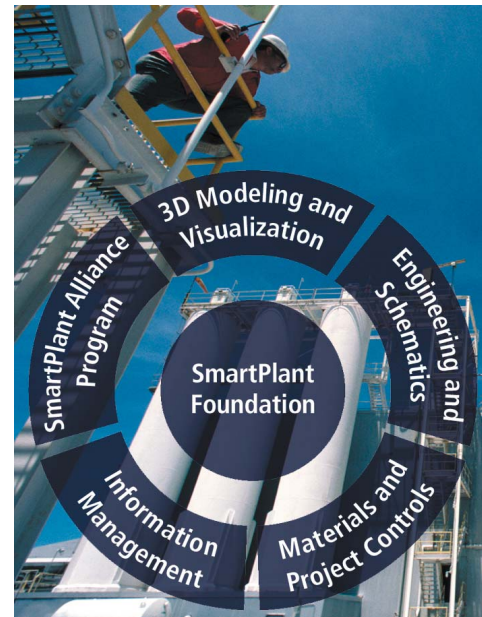 3D Modeling and
Visualization
Engineering and
Schematics
Materials and
Project Controls
Information
Management
SmartPlant Alliance
Program
SmartPlant
Foundation